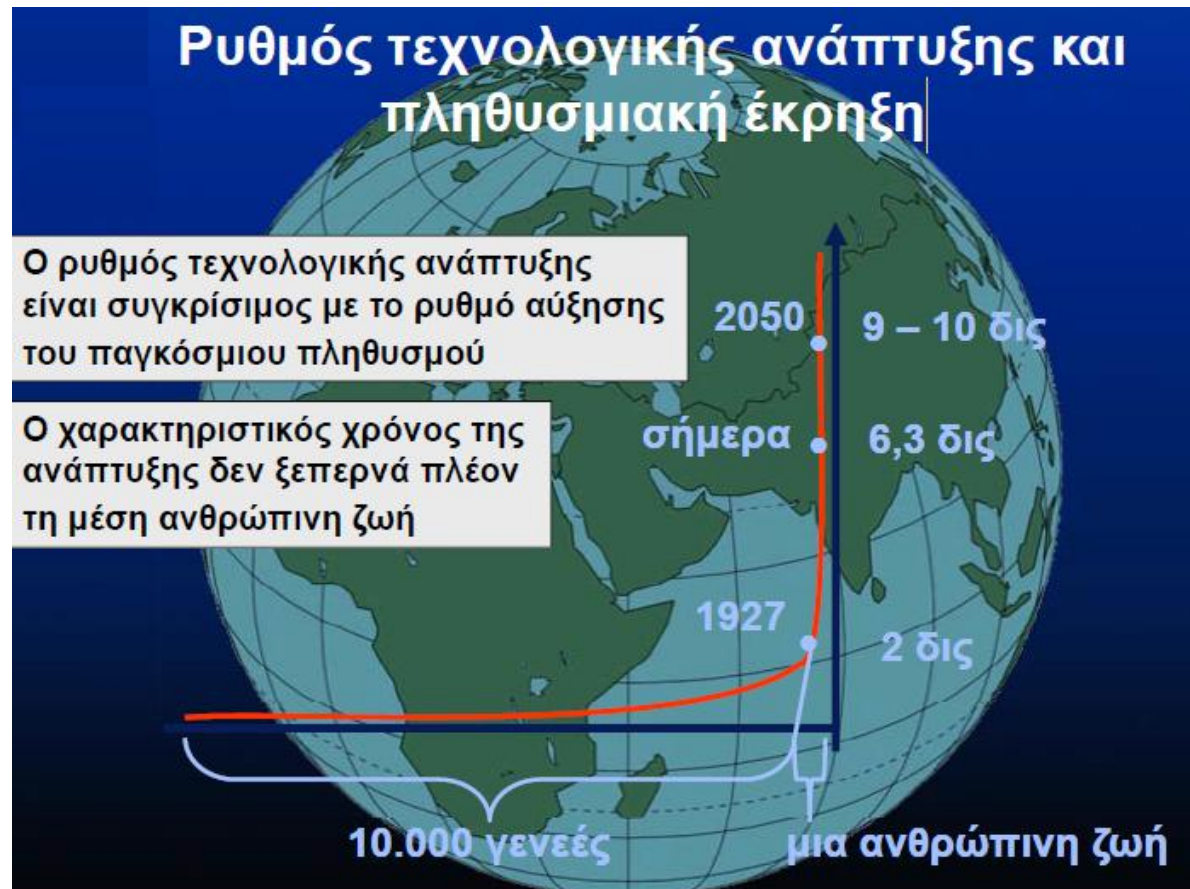 Ρυθμός τεχνολογικής ανάπτυξης και
πληθυσμιακή έκρηξη
Ο ρυθμός τεχνολογικής ανάπτυξης
είναι συγκρίσιμος με το ρυθμό αύξησης
του παγκόσμιου πληθυσμού
Ο χαρακτηριστικός χρόνος της
ανάπτυξης δεν ξεπερνά πλέον
τη μέση ανθρώπινη ζωή
2050 9 – 10 δις
σήμερα 6,3 δις
1927 2 δις
10.000 γενεές μια ανθρώπινη ζωή